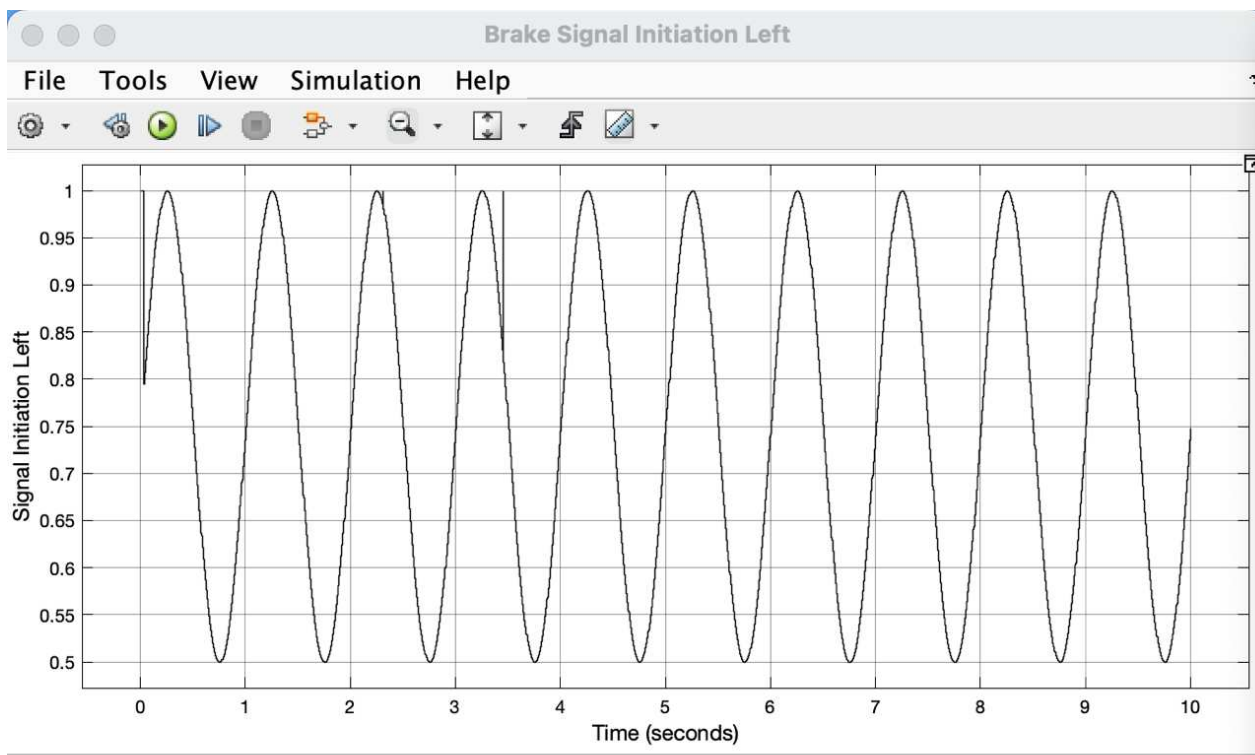 Brake Signal Initiation Left
File Tools View Simulation Help
1
0.95
0.9
0.85
0.8
0.75
0.7
0.65
0.6
0.55
0.5
Signal Initiation Left
0 1 2 3 4 5 6 7 8 9 10
Time (seconds)